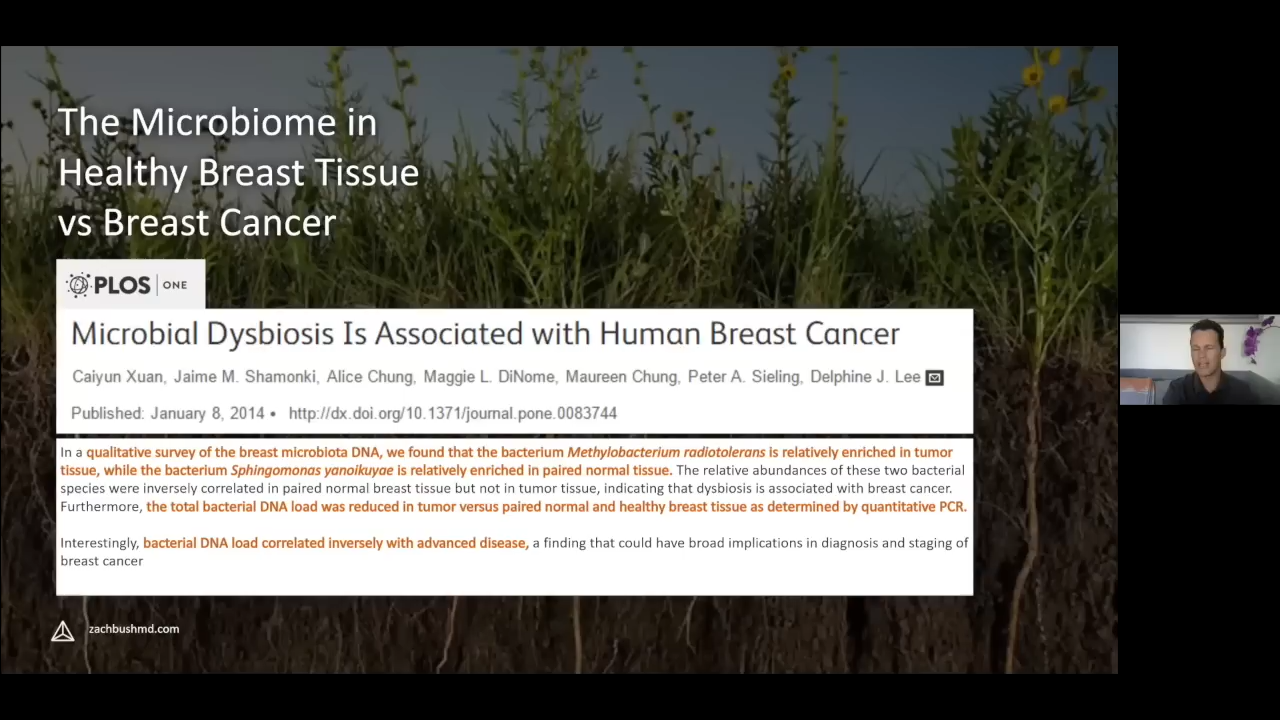 The Microbiome in
Healthy Breast Tissue
vs Breast Cancer
PLOS ONE
Microbial Dysbiosis Is Associated with Human Breast Cancer
Caiyun Xuan, Jaime M. Shamonki, Alice Chung, Maggie L. DiNome, Maureen Chung, Peter A. Sieling, Delphine J. Lee
Published: January 8, 2014 • http://dx.doi.org/10.1371/journal.pone.0083744
In a qualitative survey of the breast microbiota DNA, we found that the bacterium Methylobacterium radiotolerans is relatively enriched in tumor
tissue, while the bacterium Sphingomonas yanoikuyae is relatively enriched in paired normal tissue. The relative abundances of these two bacterial
species were inversely correlated in paired normal breast tissue but not in tumor tissue, indicating that dysbiosis is associated with breast cancer.
Furthermore, the total bacterial DNA load was reduced in tumor versus paired normal and healthy breast tissue as determined by quantitative PCR.
Interestingly, bacterial DNA load correlated inversely with advanced disease, a finding that could have broad implications in diagnosis and staging of
breast cancer
zachbushmd.com